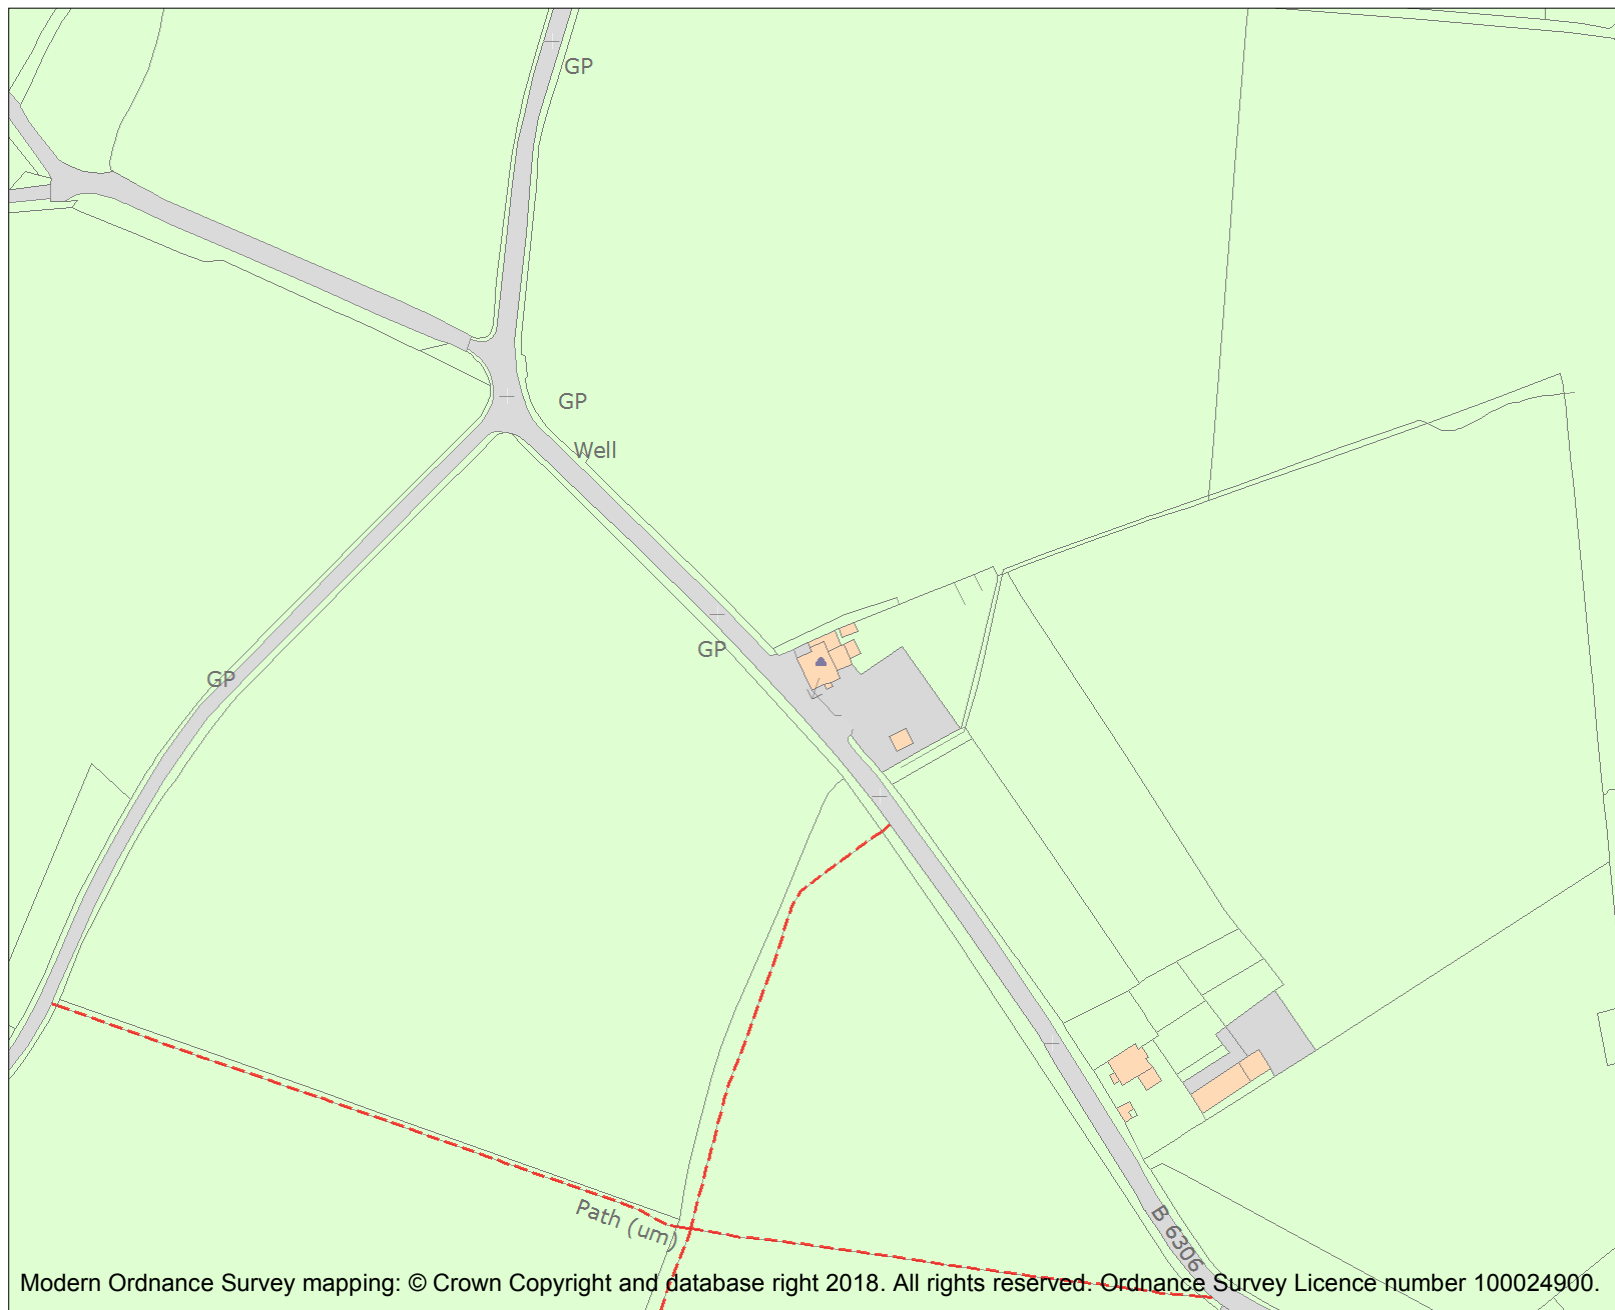 GP
GP
Well
GP
GP
Path (um)
B 6306
Modern Ordnance Survey mapping: © Crown Copyright and database right 2018. All rights reserved. Ordnance Survey Licence number 100024900.